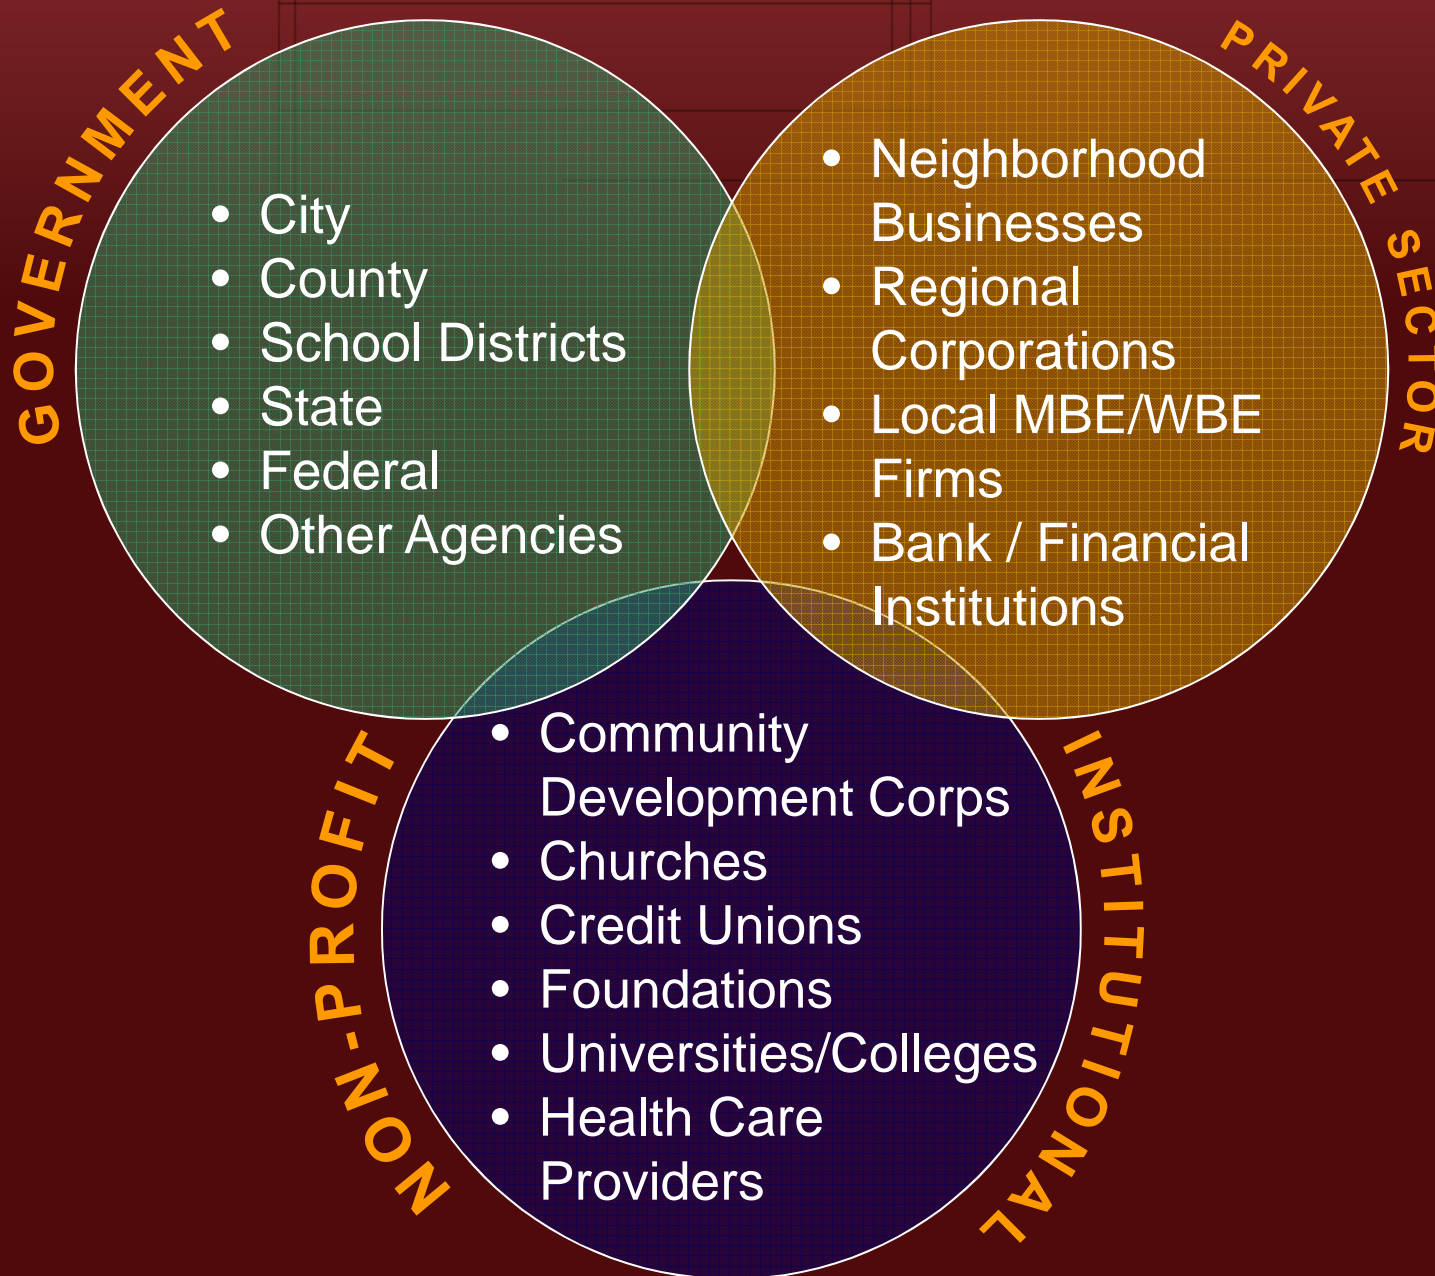 GOVERNMENT
• City
• County
• School Districts
• State
• Federal
• Other Agencies
PRIVATE SECTOR
• Neighborhood
Businesses
• Regional
Corporations
• Local MBE/WBE
Firms
• Bank / Financial
Institutions
NON-PROFIT
INSTITUTIONAL
• Community
Development Corps
• Churches
• Credit Unions
• Foundations
• Universities/Colleges
• Health Care
Providers